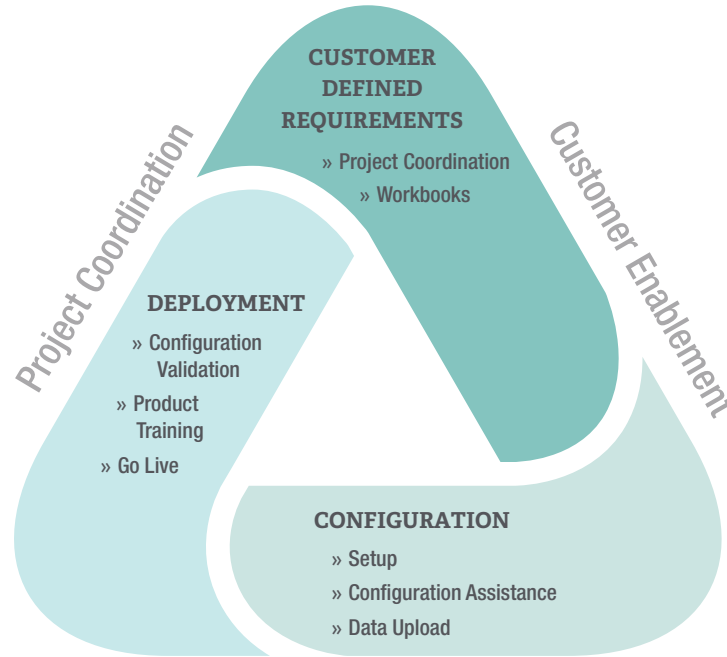 CUSTOMER
DEFINED
REQUIREMENTS
» Project Coordination
» Workbooks
Project Coordination
Customer Enablement
DEPLOYMENT
» Configuration
Validation
» Product
Training
» Go Live
CONFIGURATION
» Setup
» Configuration Assistance
» Data Upload